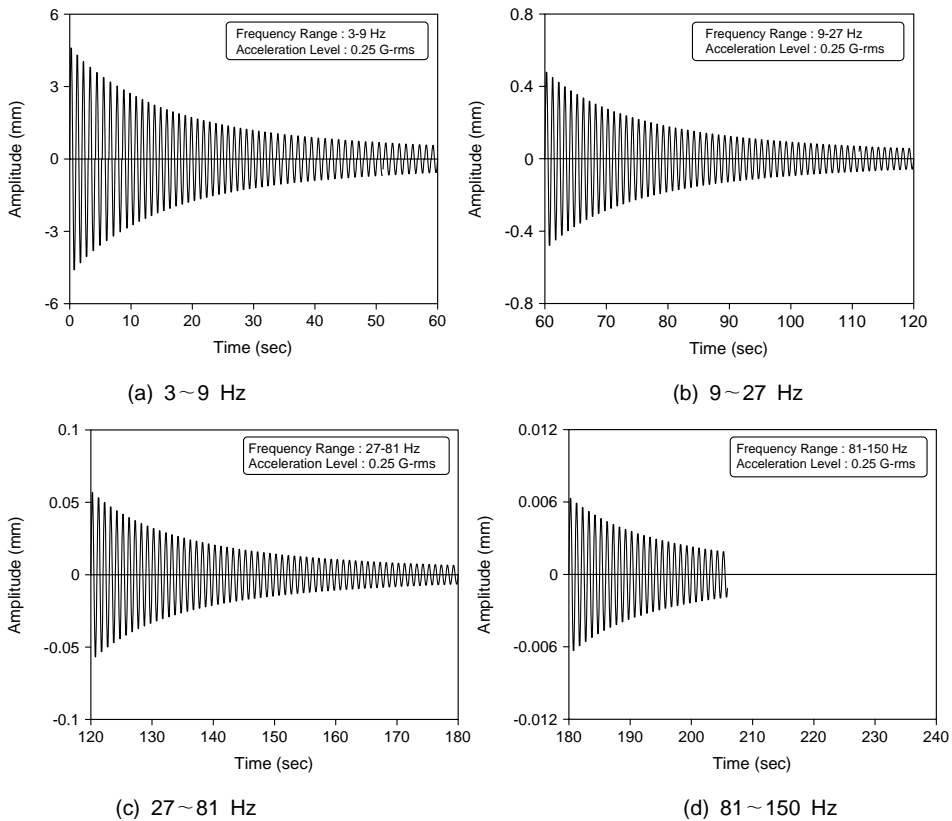 6
3
0
-3
-6
Amplitude (mm)
Frequency Range : 3-9 Hz
Acceleration Level : 0.25 G-rms
0 10 20 30 40 50 60
Time (sec)
(a) 3～9 Hz
0.8
0.4
0
-0.4
-0.8
Amplitude (mm)
Frequency Range : 9-27 Hz
Acceleration Level : 0.25 G-rms
60 70 80 90 100 110 120
Time (sec)
(b) 9～27 Hz
0.1
0.05
0
-0.05
-0.1
Amplitude (mm)
Frequency Range : 27-81 Hz
Acceleration Level : 0.25 G-rms
120 130 140 150 160 170 180
Time (sec)
(c) 27～81 Hz
0.012
0.006
0
-0.006
-0.012
Amplitude (mm)
Frequency Range : 81-150 Hz
Acceleration Level : 0.25 G-rms
180 190 200 210 220 230 240
Time (sec)
(d) 81～150 Hz